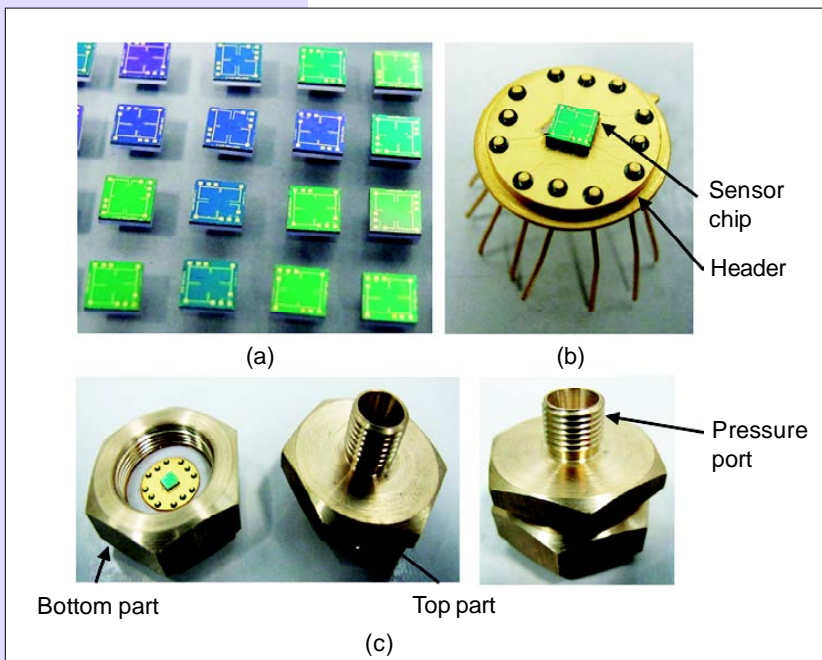 Sensor
chip
Header
(a)
(b)
Pressure
port
Bottom part
Top part
(c)